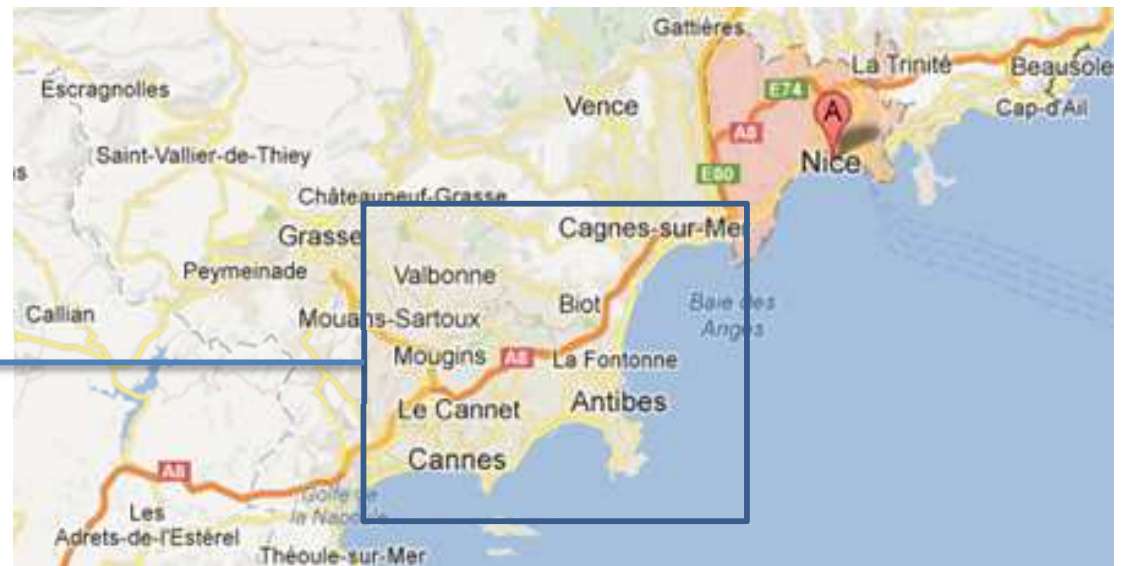 Gattières
La Trinité
Beausole
Escragnolles
E74
Vence
A
Cap-d'Ail
A8
Saint-Vallier-de-Thiey
Nice
s
E80
Châteauneuf-Grasse
Cagnes-sur-Mer
Grasse
Peymeinade
Valbonne
Biot
Baie des
Anges
Callian
Mouans-Sartoux
Mougins
A8
La Fontonne
Le Cannet
Antibes
Cannes
A8
Golfe de
la Napoule
Les
Adrets-de-l'Estérel
Théoule-sur-Mer